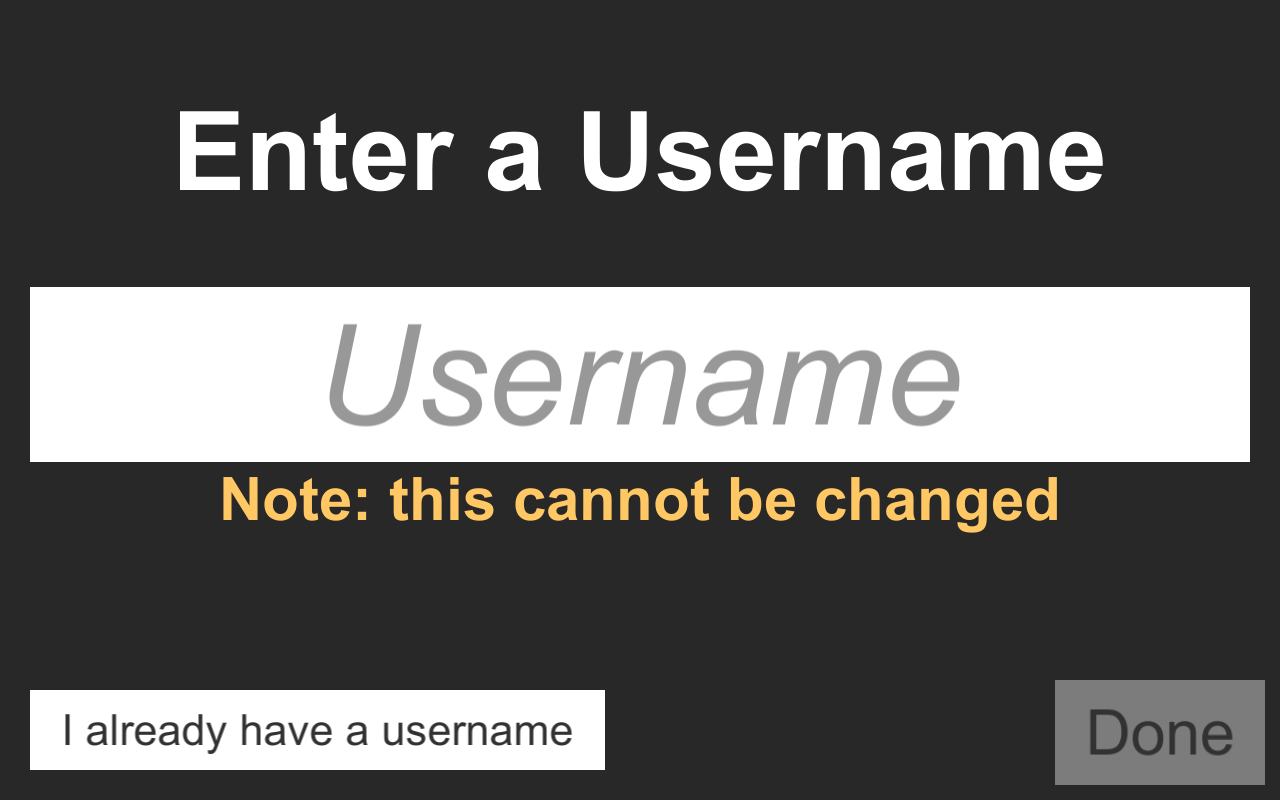 Enter a Username
Username
Note: this cannot be changed
I already have a username
Done